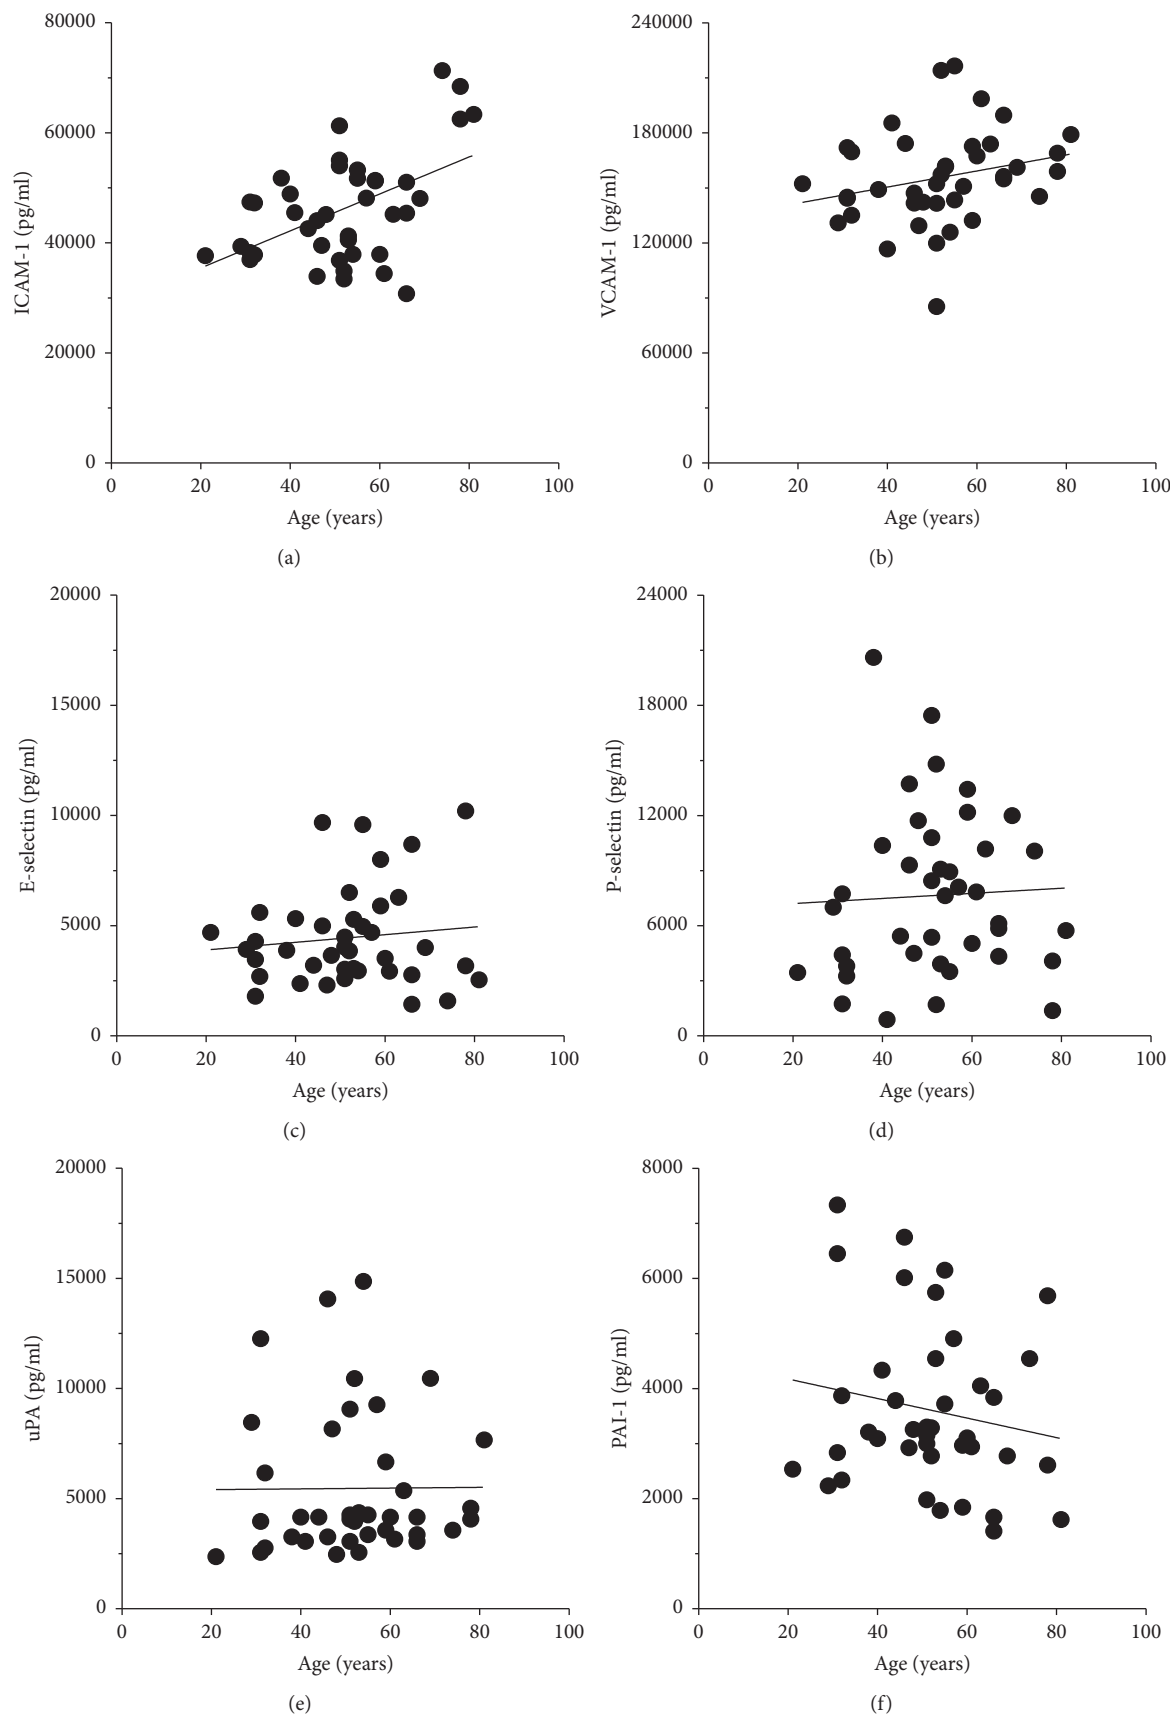 80000
60000
40000
20000
0
ICAM-1 (pg/ml)
0 20 40 60 80 100
Age (years)
(a)
240000
180000
120000
60000
0
VCAM-1 (pg/ml)
0 20 40 60 80 100
Age (years)
(b)
20000
15000
10000
5000
0
E-selectin (pg/ml)
0 20 40 60 80 100
Age (years)
(c)
24000
18000
12000
6000
0
P-selectin (pg/ml)
0 20 40 60 80 100
Age (years)
(d)
20000
15000
10000
5000
0
uPA (pg/ml)
0 20 40 60 80 100
Age (years)
(e)
8000
6000
4000
2000
0
PAI-1 (pg/ml)
0 20 40 60 80 100
Age (years)
(f)